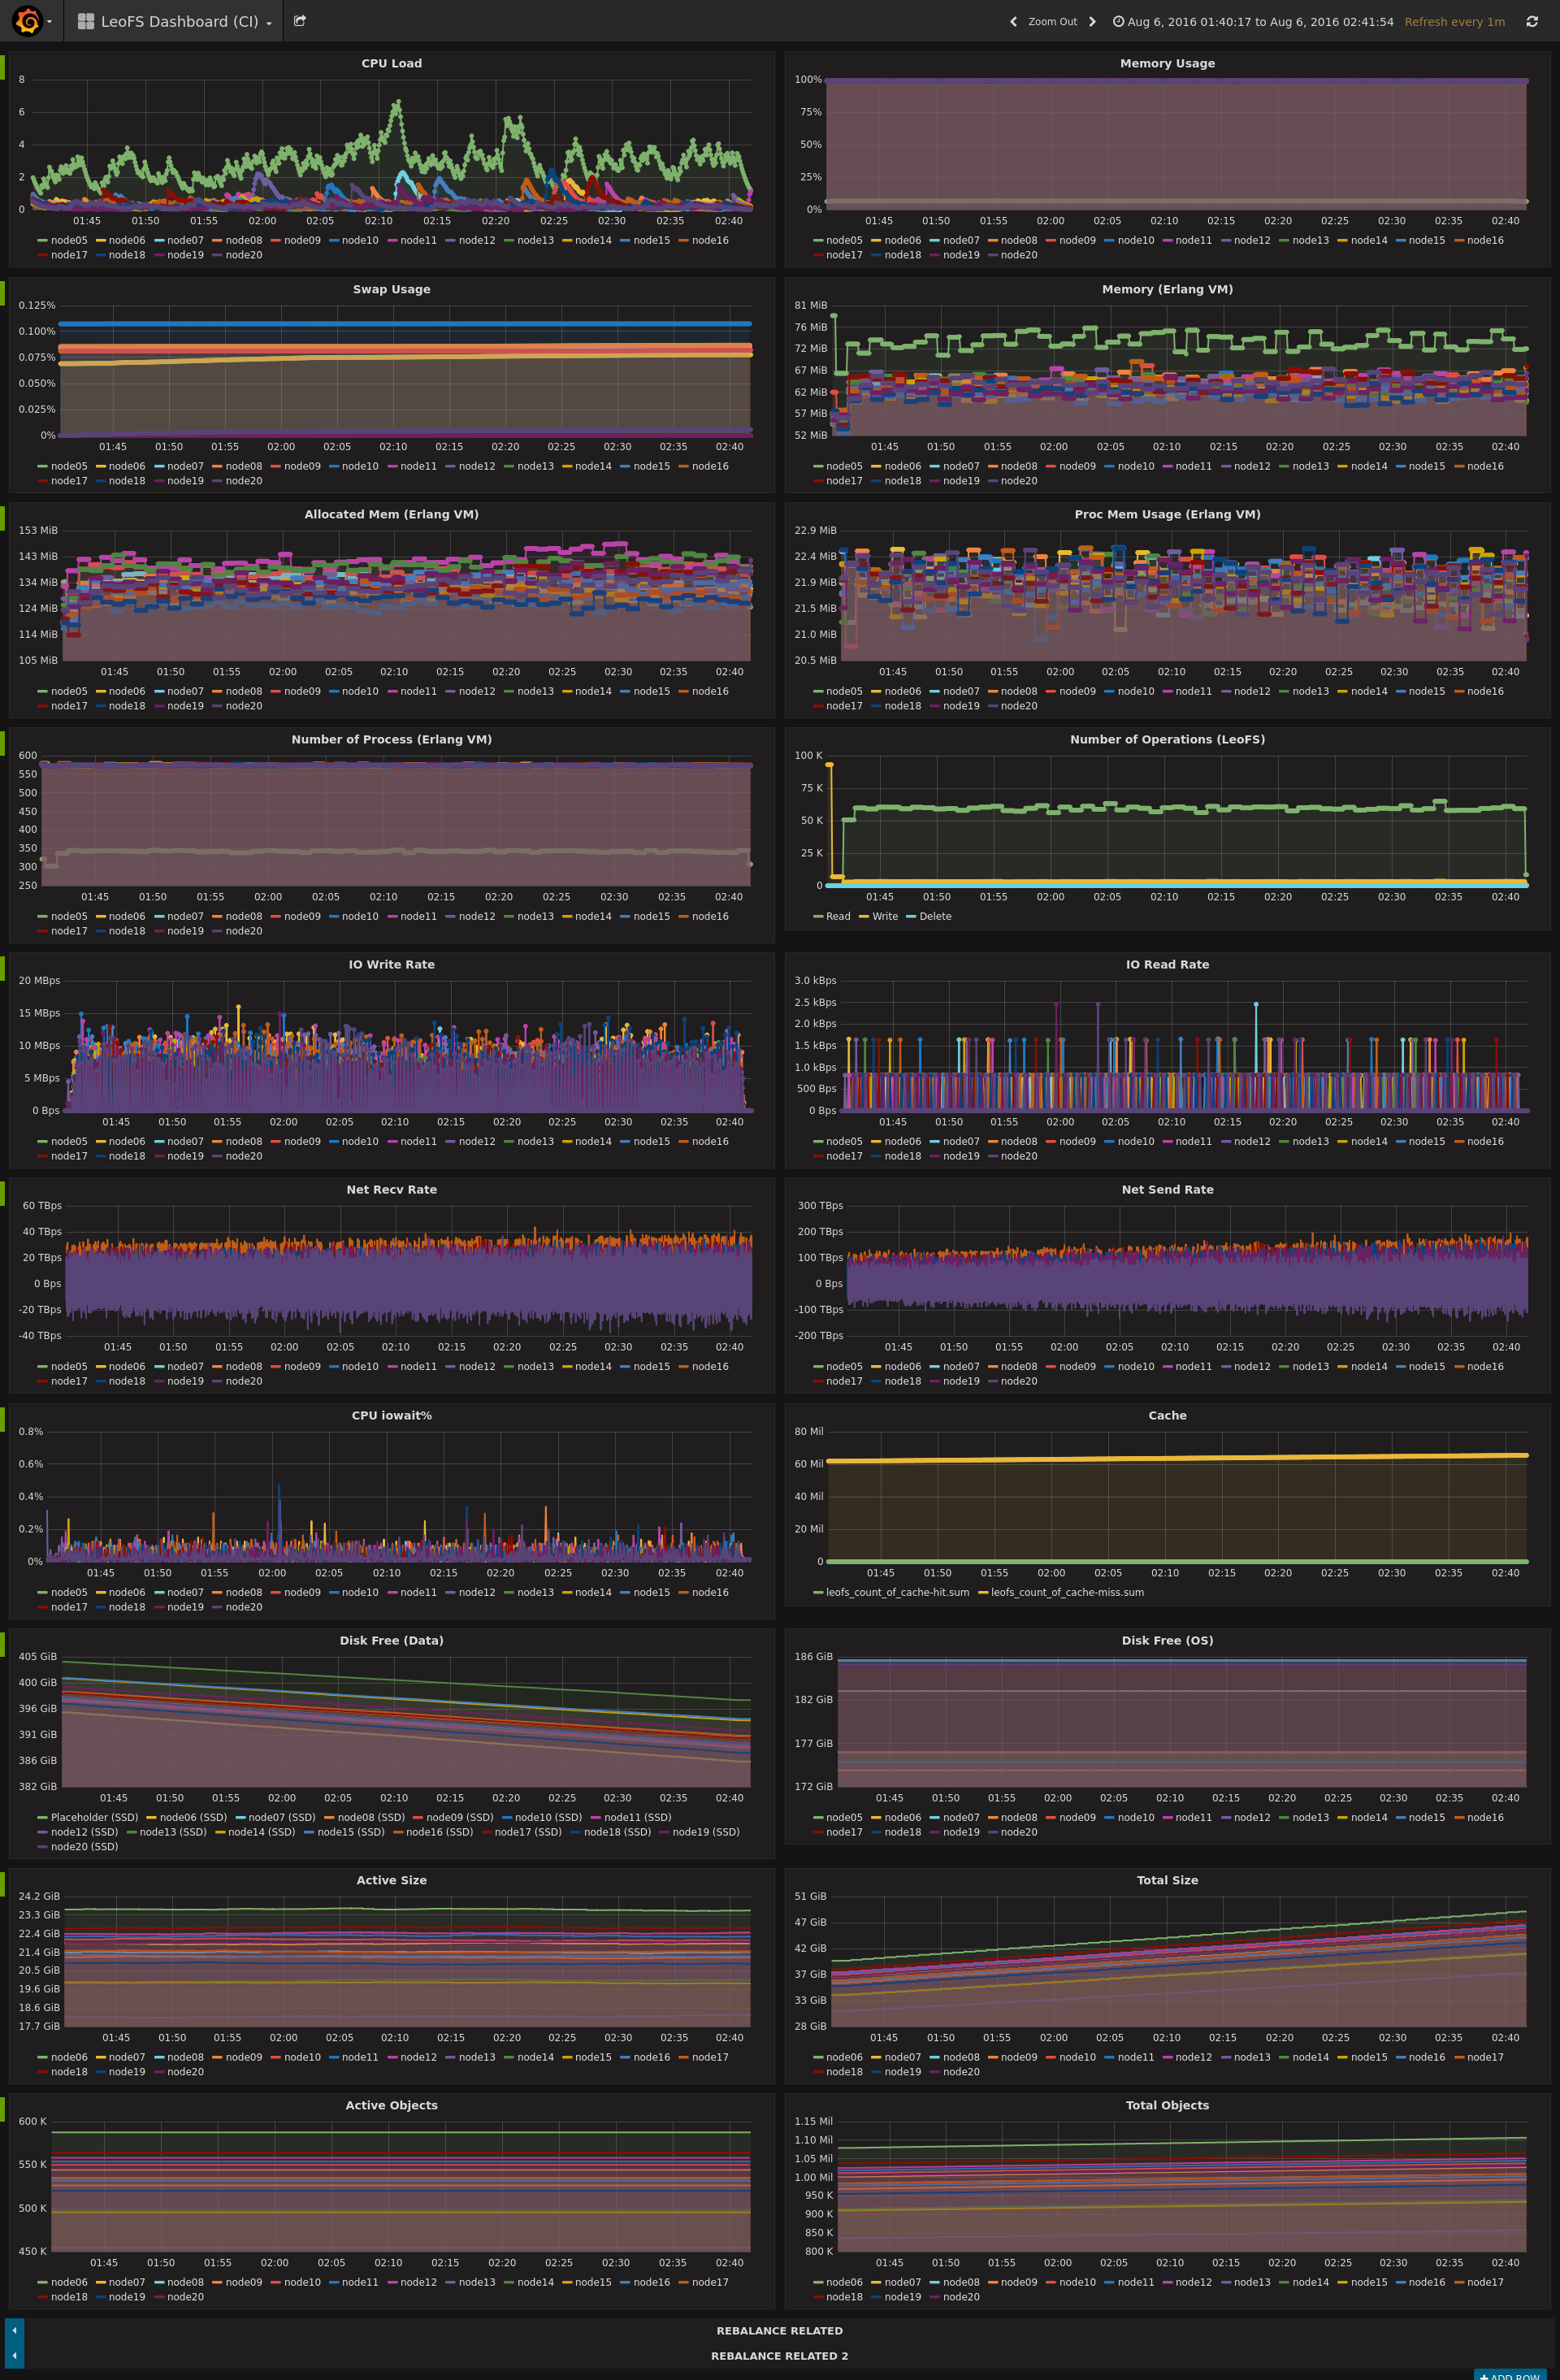 LeoFS Dashboard (CI)
Zoom Out
Aug 6, 2016 01:40:17 to Aug 6, 2016 02:41:54
Refresh every 1m
CPU Load
8
6
4
2
0
01:45 01:50 01:55 02:00 02:05 02:10 02:15 02:20 02:25 02:30 02:35 02:40
node05 node06 node07 node08 node09 node10 node11 node12 node13 node14 node15 node16
node17 node18 node19 node20
Memory Usage
100%
75%
50%
25%
0%
01:45 01:50 01:55 02:00 02:05 02:10 02:15 02:20 02:25 02:30 02:35 02:40
node05 node06 node07 node08 node09 node10 node11 node12 node13 node14 node15 node16
node17 node18 node19 node20
Swap Usage
0.125%
0.100%
0.075%
0.050%
0.025%
0%
01:45 01:50 01:55 02:00 02:05 02:10 02:15 02:20 02:25 02:30 02:35 02:40
node05 node06 node07 node08 node09 node10 node11 node12 node13 node14 node15 node16
node17 node18 node19 node20
Memory (Erlang VM)
81 MiB
76 MiB
72 MiB
67 MiB
62 MiB
57 MiB
52 MiB
01:45 01:50 01:55 02:00 02:05 02:10 02:15 02:20 02:25 02:30 02:35 02:40
node05 node06 node07 node08 node09 node10 node11 node12 node13 node14 node15 node16
node17 node18 node19 node20
Allocated Mem (Erlang VM)
153 MiB
143 MiB
134 MiB
124 MiB
114 MiB
105 MiB
01:45 01:50 01:55 02:00 02:05 02:10 02:15 02:20 02:25 02:30 02:35 02:40
node05 node06 node07 node08 node09 node10 node11 node12 node13 node14 node15 node16
node17 node18 node19 node20
Proc Mem Usage (Erlang VM)
22.9 MiB
22.4 MiB
21.9 MiB
21.5 MiB
21.0 MiB
20.5 MiB
01:45 01:50 01:55 02:00 02:05 02:10 02:15 02:20 02:25 02:30 02:35 02:40
node05 node06 node07 node08 node09 node10 node11 node12 node13 node14 node15 node16
node17 node18 node19 node20
Number of Process (Erlang VM)
600
550
500
450
400
350
300
250
01:45 01:50 01:55 02:00 02:05 02:10 02:15 02:20 02:25 02:30 02:35 02:40
node05 node06 node07 node08 node09 node10 node11 node12 node13 node14 node15 node16
node17 node18 node19 node20
Number of Operations (LeoFS)
100 K
75 K
50 K
25 K
0
01:45 01:50 01:55 02:00 02:05 02:10 02:15 02:20 02:25 02:30 02:35 02:40
Read Write Delete
IO Write Rate
20 MBps
15 MBps
10 MBps
5 MBps
0 Bps
01:45 01:50 01:55 02:00 02:05 02:10 02:15 02:20 02:25 02:30 02:35 02:40
node05 node06 node07 node08 node09 node10 node11 node12 node13 node14 node15 node16
node17 node18 node19 node20
IO Read Rate
3.0 kBps
2.5 kBps
2.0 kBps
1.5 kBps
1.0 kBps
500 Bps
0 Bps
01:45 01:50 01:55 02:00 02:05 02:10 02:15 02:20 02:25 02:30 02:35 02:40
node05 node06 node07 node08 node09 node10 node11 node12 node13 node14 node15 node16
node17 node18 node19 node20
Net Recv Rate
60 TBps
40 TBps
20 TBps
0 Bps
-20 TBps
-40 TBps
01:45 01:50 01:55 02:00 02:05 02:10 02:15 02:20 02:25 02:30 02:35 02:40
node05 node06 node07 node08 node09 node10 node11 node12 node13 node14 node15 node16
node17 node18 node19 node20
Net Send Rate
300 TBps
200 TBps
100 TBps
0 Bps
-100 TBps
-200 TBps
01:45 01:50 01:55 02:00 02:05 02:10 02:15 02:20 02:25 02:30 02:35 02:40
node05 node06 node07 node08 node09 node10 node11 node12 node13 node14 node15 node16
node17 node18 node19 node20
CPU iowait%
0.8%
0.6%
0.4%
0.2%
0%
01:45 01:50 01:55 02:00 02:05 02:10 02:15 02:20 02:25 02:30 02:35 02:40
node05 node06 node07 node08 node09 node10 node11 node12 node13 node14 node15 node16
node17 node18 node19 node20
Cache
80 Mil
60 Mil
40 Mil
20 Mil
0
01:45 01:50 01:55 02:00 02:05 02:10 02:15 02:20 02:25 02:30 02:35 02:40
leofs_count_of_cache-hit.sum leofs_count_of_cache-miss.sum
Disk Free (Data)
405 GiB
400 GiB
396 GiB
391 GiB
386 GiB
382 GiB
01:45 01:50 01:55 02:00 02:05 02:10 02:15 02:20 02:25 02:30 02:35 02:40
Placeholder (SSD) node06 (SSD) node07 (SSD) node08 (SSD) node09 (SSD) node10 (SSD) node11 (SSD)
node12 (SSD) node13 (SSD) node14 (SSD) node15 (SSD) node16 (SSD) node17 (SSD) node18 (SSD) node19 (SSD)
node20 (SSD)
Disk Free (OS)
186 GiB
182 GiB
177 GiB
172 GiB
01:45 01:50 01:55 02:00 02:05 02:10 02:15 02:20 02:25 02:30 02:35 02:40
node05 node06 node07 node08 node09 node10 node11 node12 node13 node14 node15 node16
node17 node18 node19 node20
Active Size
24.2 GiB
23.3 GiB
22.4 GiB
21.4 GiB
20.5 GiB
19.6 GiB
18.6 GiB
17.7 GiB
01:45 01:50 01:55 02:00 02:05 02:10 02:15 02:20 02:25 02:30 02:35 02:40
node06 node07 node08 node09 node10 node11 node12 node13 node14 node15 node16 node17
node18 node19 node20
Total Size
51 GiB
47 GiB
42 GiB
37 GiB
33 GiB
28 GiB
01:45 01:50 01:55 02:00 02:05 02:10 02:15 02:20 02:25 02:30 02:35 02:40
node06 node07 node08 node09 node10 node11 node12 node13 node14 node15 node16 node17
node18 node19 node20
Active Objects
600 K
550 K
500 K
450 K
01:45 01:50 01:55 02:00 02:05 02:10 02:15 02:20 02:25 02:30 02:35 02:40
node06 node07 node08 node09 node10 node11 node12 node13 node14 node15 node16 node17
node18 node19 node20
Total Objects
1.15 Mil
1.10 Mil
1.05 Mil
1.00 Mil
950 K
900 K
850 K
800 K
01:45 01:50 01:55 02:00 02:05 02:10 02:15 02:20 02:25 02:30 02:35 02:40
node06 node07 node08 node09 node10 node11 node12 node13 node14 node15 node16 node17
node18 node19 node20
REBALANCE RELATED
REBALANCE RELATED 2
ADD ROW